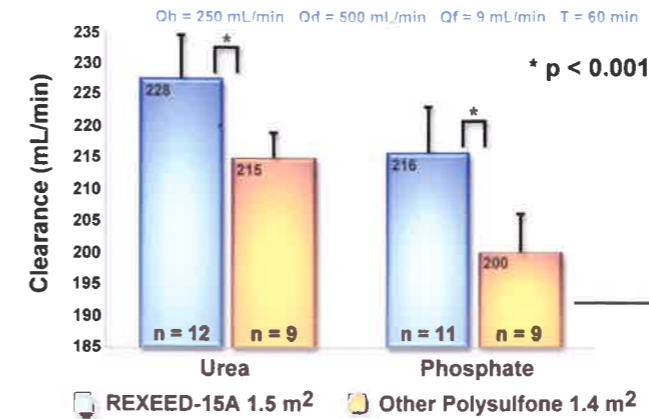 Qb = 250 mL/min Qd = 500 mL/min Qf = 9 mL/min T = 60 min
* p < 0.001
Clearance (mL/min)
235
230
225
220
215
210
205
200
195
190
185
228
*
215
216
*
200
n = 12
n = 9
n = 11
n = 9
Urea
Phosphate
REXEED-15A 1.5 m²
Other Polysulfone 1.4 m²